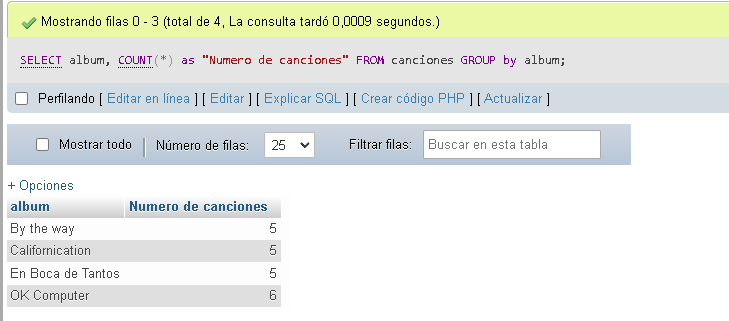 Mostrando filas 0 - 3 (total de 4, La consulta tardó 0,0009 segundos.)
SELECT album, COUNT(*) as "Numero de canciones" FROM canciones GROUP by album;
Perfilando [ Editar en línea ] [ Editar ] [ Explicar SQL ] [ Crear código PHP ] [ Actualizar ]
Mostrar todo Número de filas: 25 Filtrar filas: Buscar en esta tabla
+ Opciones
album Numero de canciones
By the way 5
Californication 5
En Boca de Tantos 5
OK Computer 6